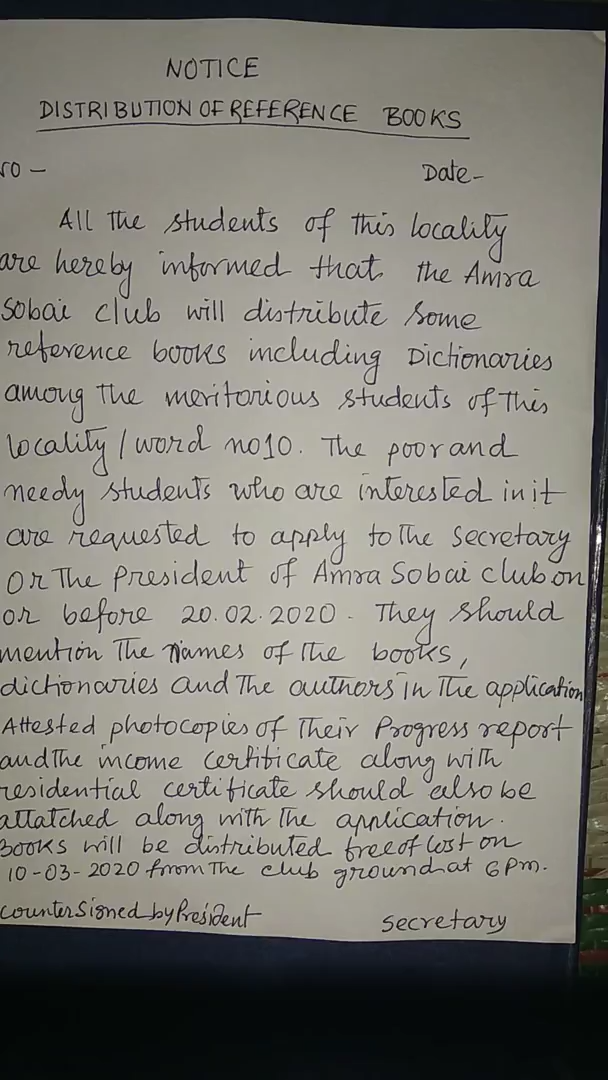 NOTICE
DISTRIBUTION OF REFERENCE BOOKS
NO - Date-
All The students of this locality
are hereby informed that the Amra
Sobai club will distribute some
reference books including Dictionaries
among The meritorious students of This
locality/word no10. The poor and
needy students who are interested in it
are requested to apply to The Secretary
Or The President of Amra Sobai club on
or before 20.02.2020. They should
mention The Names of The books,
dictionaries and The authors in The application
Attested photocopies of Their Progress report
and The income certificate along with
residential certificate should also be
attatched along with The application.
Books will be distributed free of cost on
10-03-2020 from The club ground at 6 Pm.
Counter Signed by President Secretary